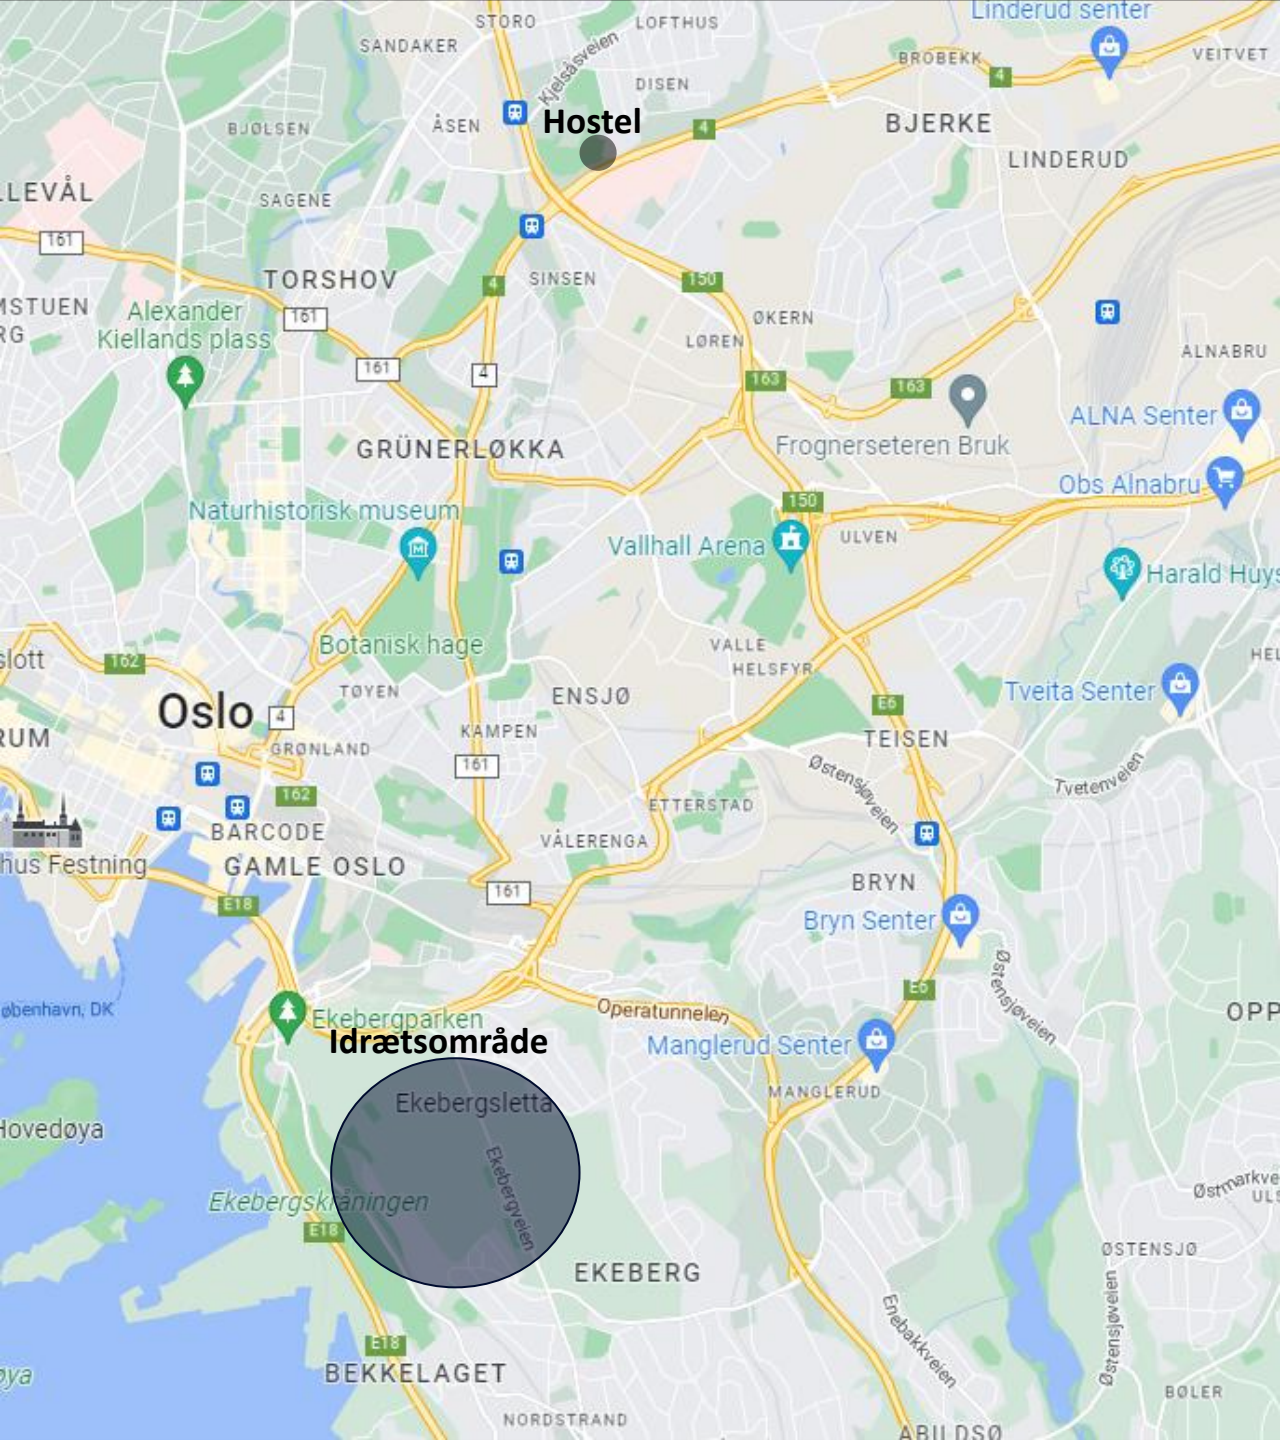 Linderud senter
STORO
LOFTHUS
SANDAKER
Kjelsåsveien
BROBEKK
VEITVET
4
DISEN
Hostel
BJØLSEN
ÅSEN
4
BJERKE
LINDERUD
LLEVÅL
SAGENE
161
TORSHOV
SINSEN
4
150
MSTUEN
RG
Alexander
Kiellands plass
161
ØKERN
LØREN
ALNABRU
161
4
163
163
ALNA Senter
GRÜNERLØKKA
Frognerseteren Bruk
Obs Alnabru
150
Naturhistorisk museum
Vallhall Arena
ULVEN
Harald Huys
Botanisk hage
VALLE
HELSFYR
HEL
slott
162
TØYEN
ENSJØ
Tveita Senter
Oslo
4
E6
RUM
GRØNLAND
KAMPEN
TEISEN
161
Østensjøveien
Tvetenveien
162
ETTERSTAD
BARCODE
VÅLERENGA
hus Festning
GAMLE OSLO
161
BRYN
E18
Bryn Senter
E6
Østensjøveien
øbenhavn, DK
Ekebergparken
Operatunnelen
OPP
Idrætsområde
Manglerud Senter
Ekebergsletta
MANGLERUD
Hovedøya
Ekebergveien
Østmarkve
ULS
Ekebergskråningen
E18
ØSTENSJØ
EKEBERG
Enebakkveien
Østensjøveien
E18
BEKKELAGET
øya
BØLER
NORDSTRAND
ABILDSØ